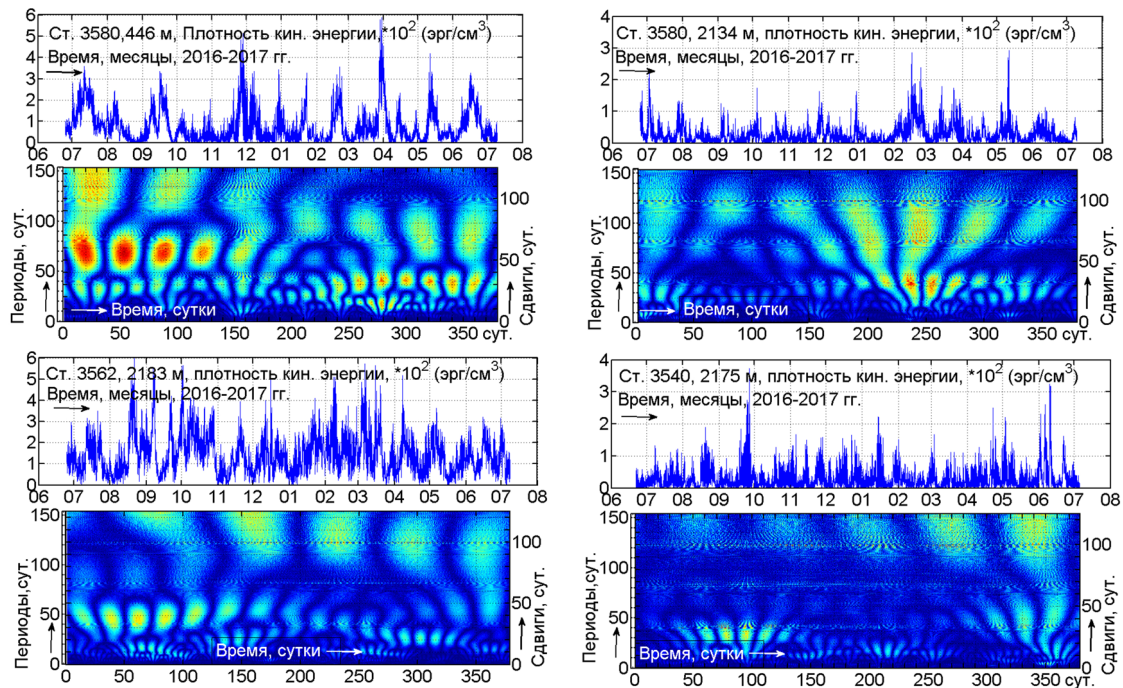 6
5
4
3
2
1
0
Ст. 3580,446 м, Плотность кин. энергии,*10² (эрг/см³)
Время, месяцы, 2016-2017 гг.
06 07 08 09 10 11 12 01 02 03 04 05 06 07 08
150
100
50
0
Периоды, сут.
100
50
0
Сдвиги, сут.
Время, сутки
0 50 100 150 200 250 300 350 сут.
4
3
2
1
0
Ст. 3580, 2134 м, плотность кин. энергии, *10² (эрг/см³)
Время, месяцы, 2016-2017 гг.
06 07 08 09 10 11 12 01 02 03 04 05 06 07 08
150
100
50
0
Периоды, сут.
100
50
0
Сдвиги, сут.
Время, сутки
0 50 100 150 200 250 300 350 сут.
6
5
4
3
2
1
0
Ст. 3562, 2183 м, плотность кин. энергии, *10² (эрг/см³)
Время, месяцы, 2016-2017 гг.
06 07 08 09 10 11 12 01 02 03 04 05 06 07 08
150
100
50
0
Периоды,сут.
100
50
0
Сдвиги, сут.
Время, сутки
0 50 100 150 200 250 300 350
4
3
2
1
0
Ст. 3540, 2175 м, плотность кин. энергии, *10² (эрг/см³)
Время, месяцы, 2016-2017 гг.
06 07 08 09 10 11 12 01 02 03 04 05 06 07 08
150
100
50
0
Периоды,сут.
100
50
0
Сдвиги, сут.
Время, сутки
0 50 100 150 200 250 300 350 сут.